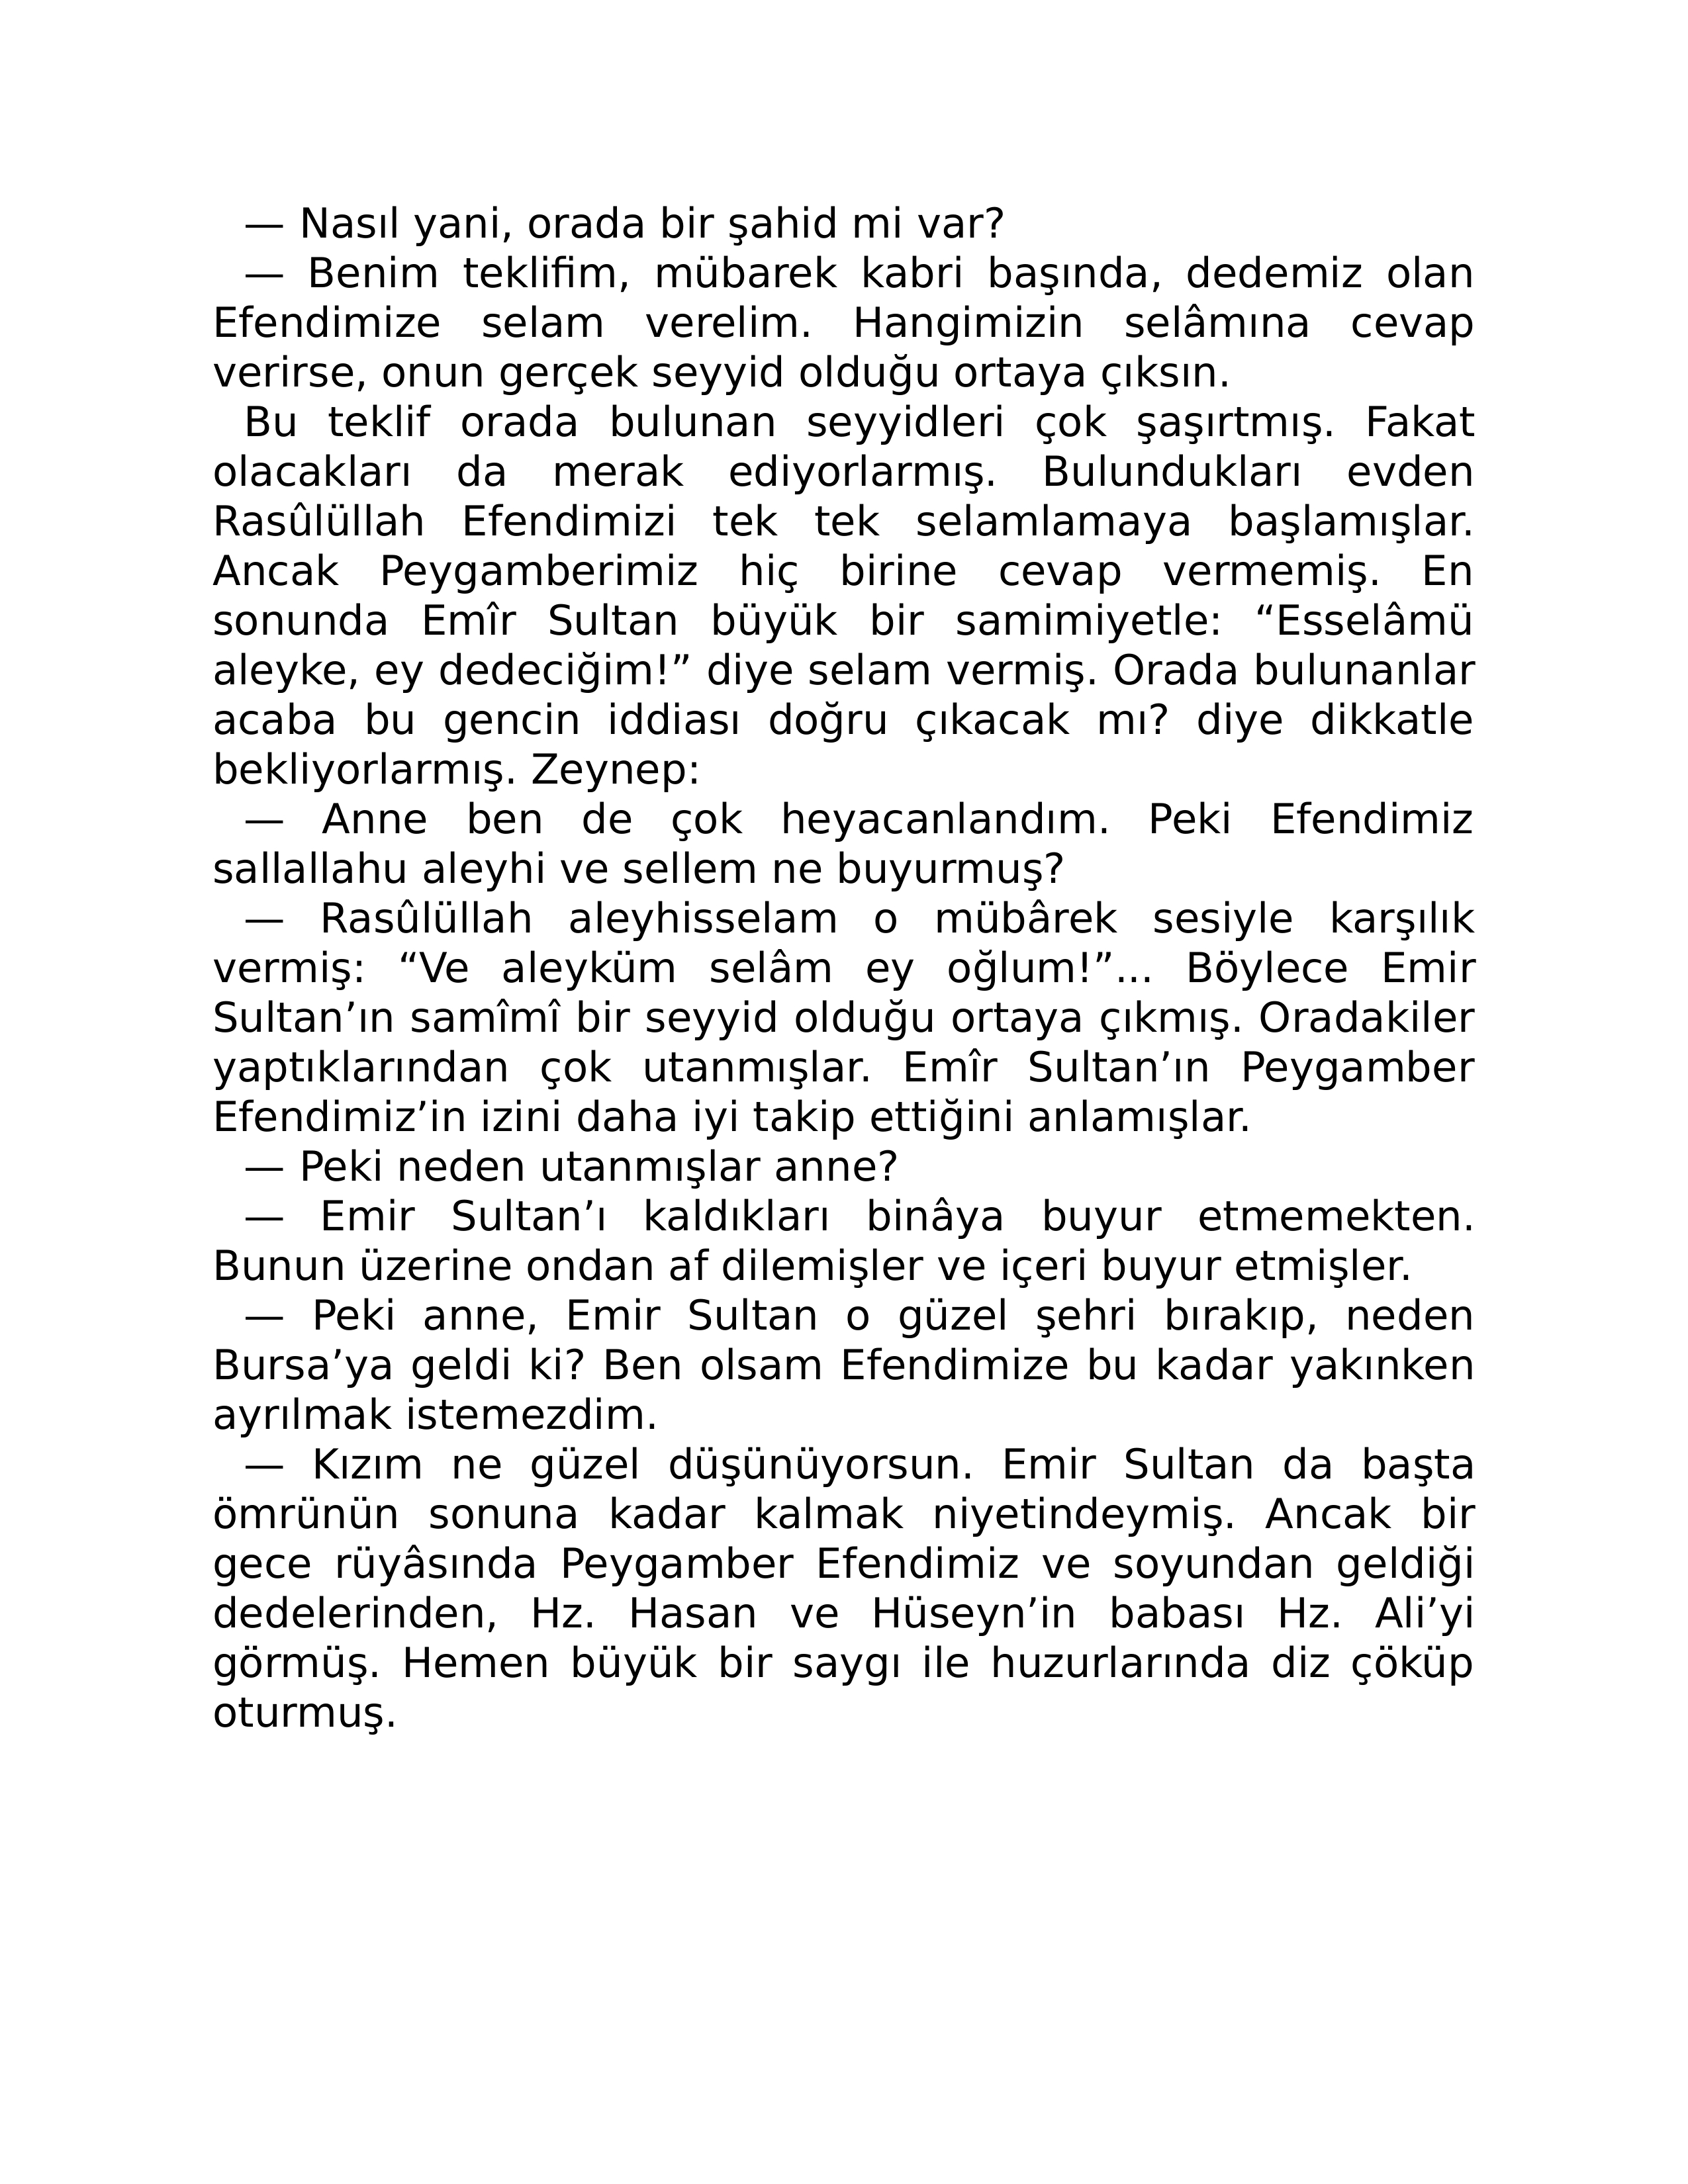 — Nasıl yani, orada bir şahid mi var?
— Benim teklifim, mübarek kabri başında, dedemiz olan
Efendimize selam verelim. Hangimizin selâmına cevap
verirse, onun gerçek seyyid olduğu ortaya çıksın.
Bu teklif orada bulunan seyyidleri çok şaşırtmış. Fakat
olacakları da merak ediyorlarmış. Bulundukları evden
Rasûlüllah Efendimizi tek tek selamlamaya başlamışlar.
Ancak Peygamberimiz hiç birine cevap vermemiş. En
sonunda Emîr Sultan büyük bir samimiyetle: “Esselâmü
aleyke, ey dedeciğim!” diye selam vermiş. Orada bulunanlar
acaba bu gencin iddiası doğru çıkacak mı? diye dikkatle
bekliyorlarmış. Zeynep:
— Anne ben de çok heyacanlandım. Peki Efendimiz
sallallahu aleyhi ve sellem ne buyurmuş?
— Rasûlüllah aleyhisselam o mübârek sesiyle karşılık
vermiş: “Ve aleyküm selâm ey oğlum!”... Böylece Emir
Sultan’ın samîmî bir seyyid olduğu ortaya çıkmış. Oradakiler
yaptıklarından çok utanmışlar. Emîr Sultan’ın Peygamber
Efendimiz’in izini daha iyi takip ettiğini anlamışlar.
— Peki neden utanmışlar anne?
— Emir Sultan’ı kaldıkları binâya buyur etmemekten.
Bunun üzerine ondan af dilemişler ve içeri buyur etmişler.
— Peki anne, Emir Sultan o güzel şehri bırakıp, neden
Bursa’ya geldi ki? Ben olsam Efendimize bu kadar yakınken
ayrılmak istemezdim.
— Kızım ne güzel düşünüyorsun. Emir Sultan da başta
ömrünün sonuna kadar kalmak niyetindeymiş. Ancak bir
gece rüyâsında Peygamber Efendimiz ve soyundan geldiği
dedelerinden, Hz. Hasan ve Hüseyn’in babası Hz. Ali’yi
görmüş. Hemen büyük bir saygı ile huzurlarında diz çöküp
oturmuş.